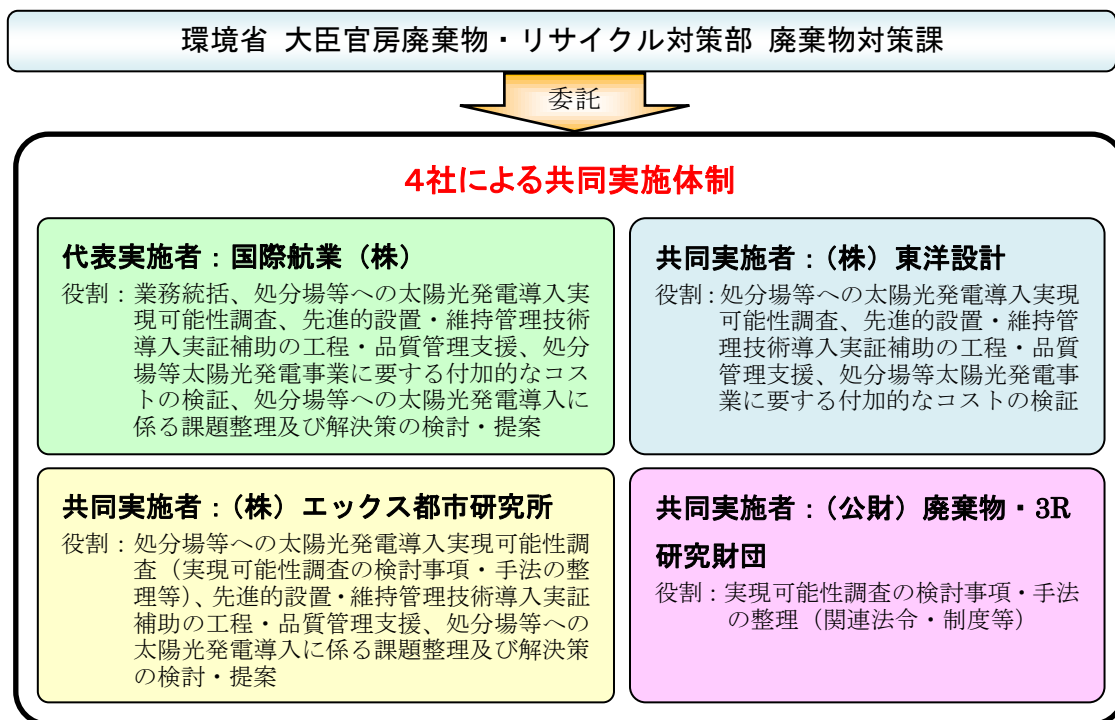 環境省 大臣官房廃棄物・リサイクル対策部 廃棄物対策課
委託
4社による共同実施体制
代表実施者：国際航業（株）
役割：業務統括、処分場等への太陽光発電導入実
現可能性調査、先進的設置・維持管理技術
導入実証補助の工程・品質管理支援、処分
場等太陽光発電事業に要する付加的なコス
トの検証、処分場等への太陽光発電導入に
係る課題整理及び解決策の検討・提案
共同実施者：（株）東洋設計
役割：処分場等への太陽光発電導入実現
可能性調査、先進的設置・維持管
理技術導入実証補助の工程・品質
管理支援、処分場等太陽光発電事
業に要する付加的なコストの検証
共同実施者：（株）エックス都市研究所
役割：処分場等への太陽光発電導入実現可能性調
査（実現可能性調査の検討事項・手法の整
理等）、先進的設置・維持管理技術導入実証
補助の工程・品質管理支援、処分場等への
太陽光発電導入に係る課題整理及び解決策
の検討・提案
共同実施者：（公財）廃棄物・3R
研究財団
役割：実現可能性調査の検討事項・手法
の整理（関連法令・制度等）